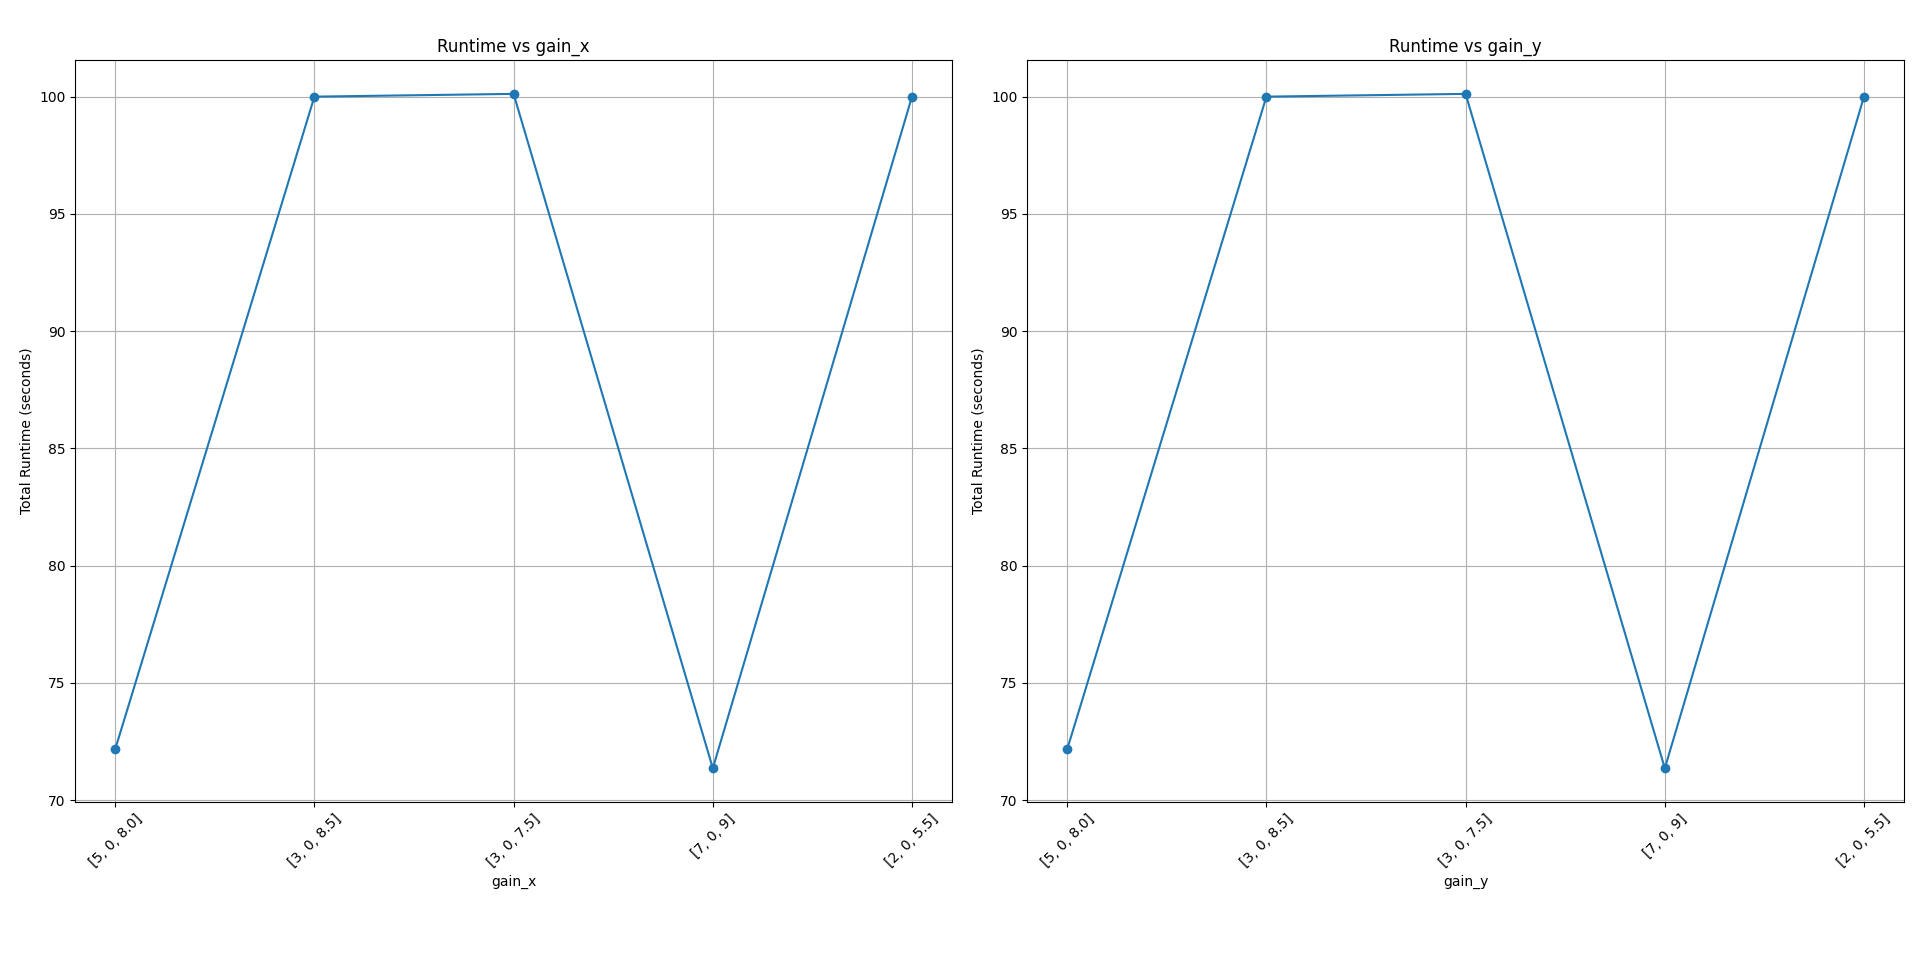 Runtime vs gain_x
100
95
90
85
80
75
70
Total Runtime (seconds)
[5, 0, 8.0]
[3, 0, 8.5]
[3, 0, 7.5]
[7, 0, 9]
[2, 0, 5.5]
gain_x
Runtime vs gain_y
100
95
90
85
80
75
70
Total Runtime (seconds)
[5, 0, 8.0]
[3, 0, 8.5]
[3, 0, 7.5]
[7, 0, 9]
[2, 0, 5.5]
gain_y